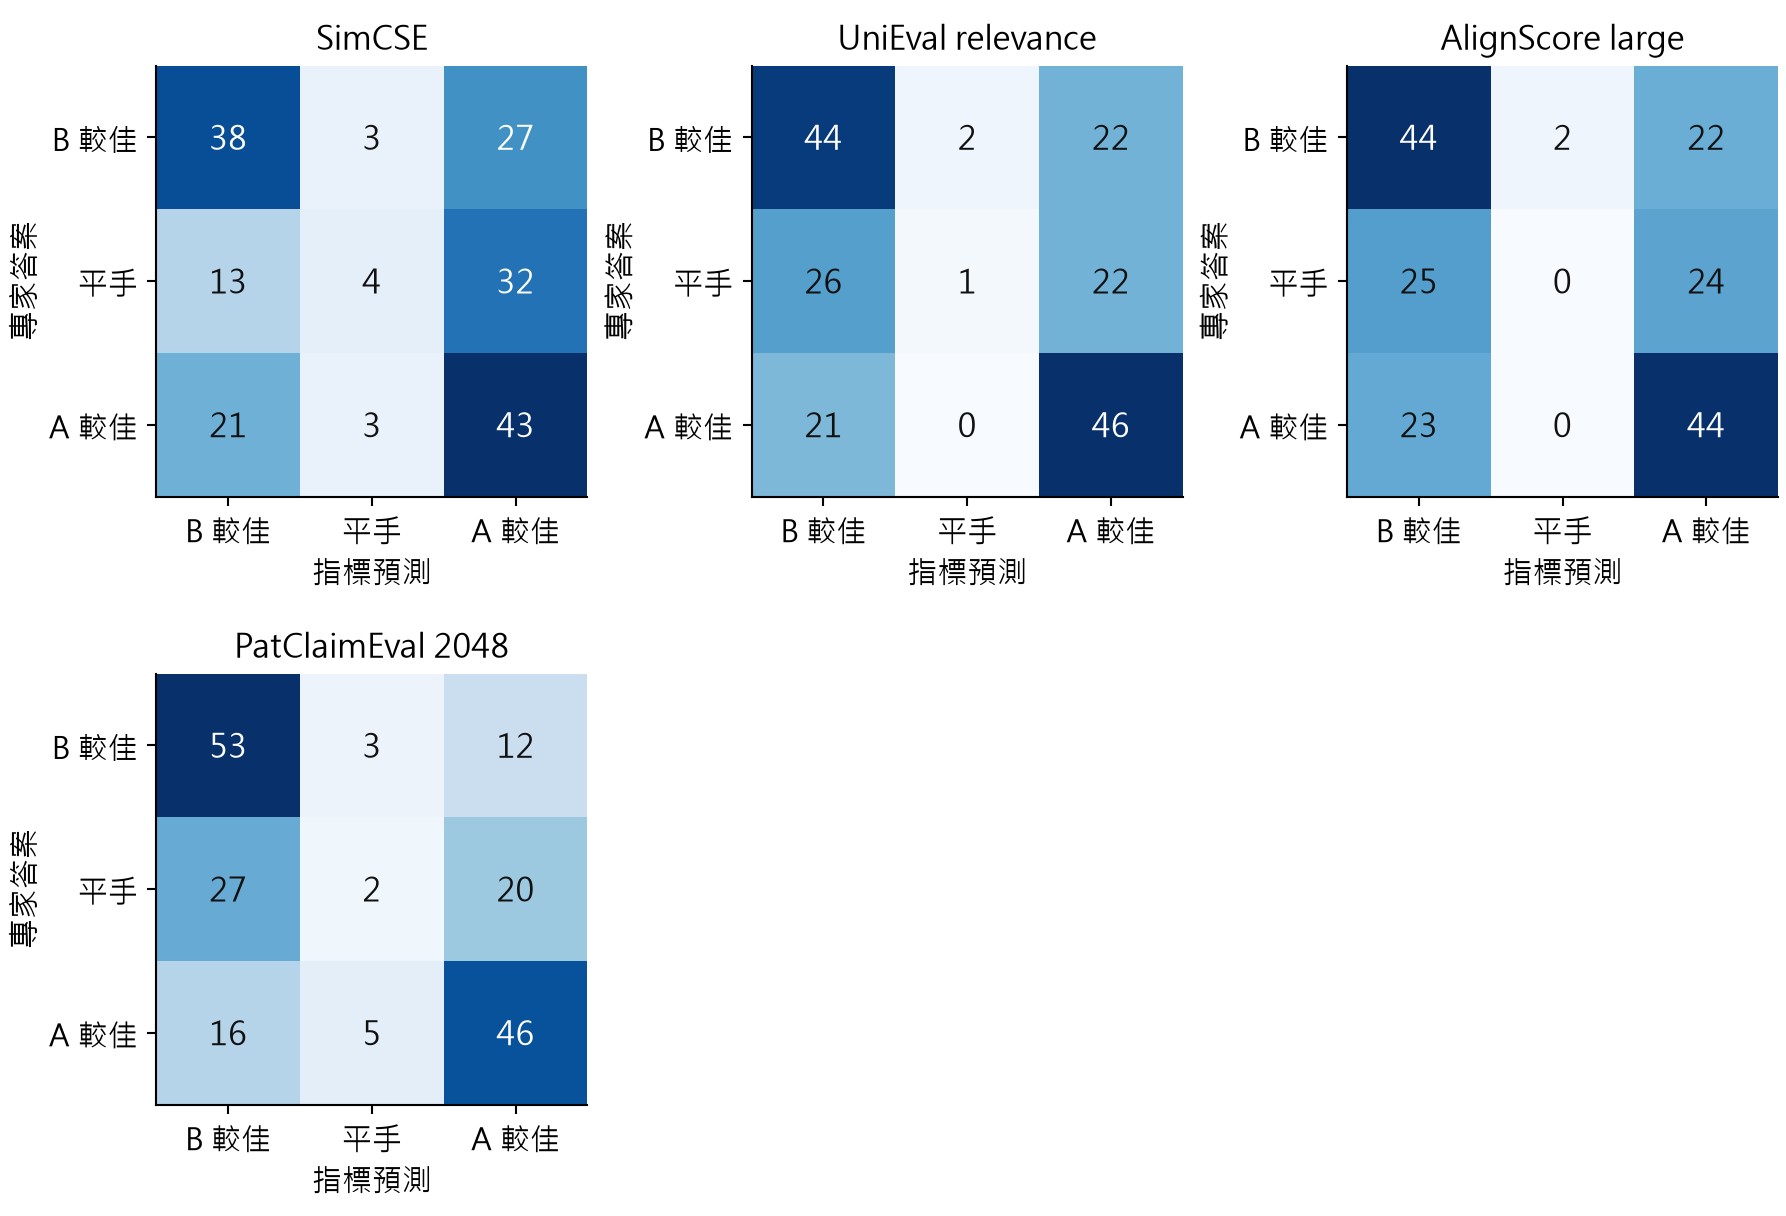 SimCSE
B 較佳 38 3 27
平手 13 4 32
A 較佳 21 3 43
專家答案
B 較佳 平手 A 較佳
指標預測
UniEval relevance
B 較佳 44 2 22
平手 26 1 22
A 較佳 21 0 46
專家答案
B 較佳 平手 A 較佳
指標預測
AlignScore large
B 較佳 44 2 22
平手 25 0 24
A 較佳 23 0 44
專家答案
B 較佳 平手 A 較佳
指標預測
PatClaimEval 2048
B 較佳 53 3 12
平手 27 2 20
A 較佳 16 5 46
專家答案
B 較佳 平手 A 較佳
指標預測